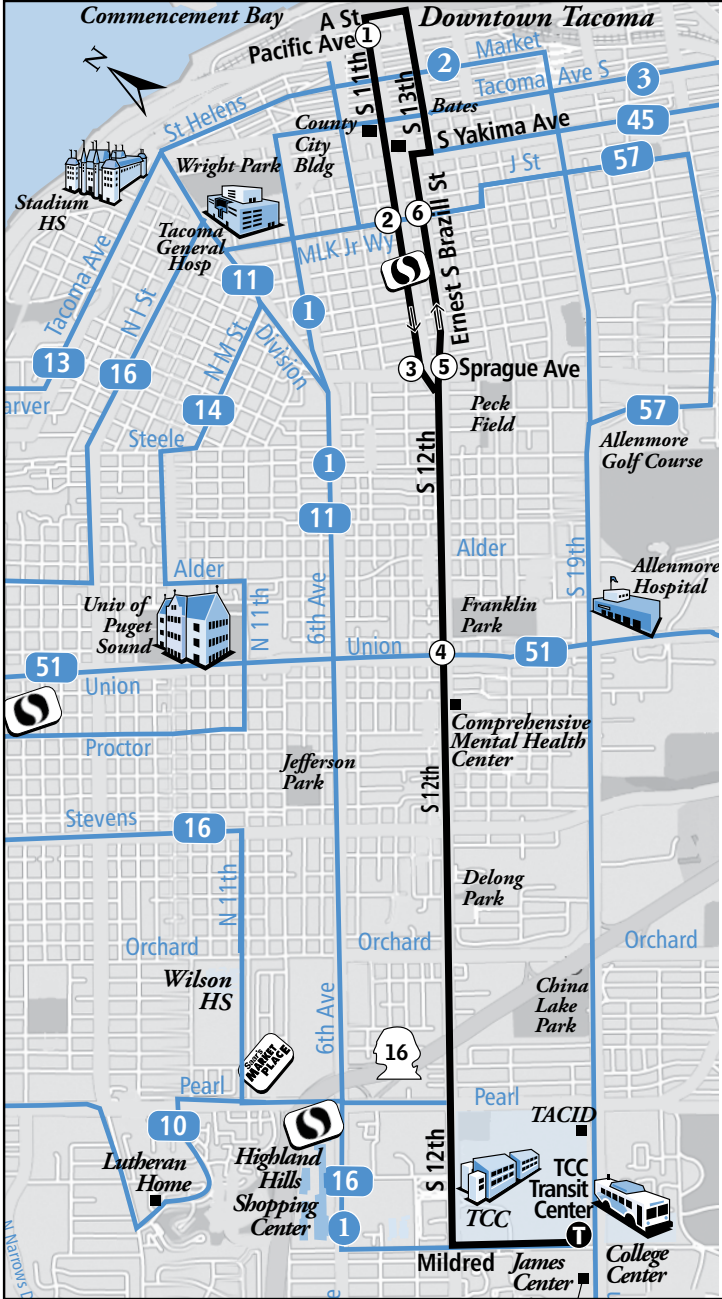 Commencement Bay
A St
Downtown Tacoma
Pacific Ave
1
N
Market
2
Tacoma Ave S
3
S 11th
S 13th
St Helens
County
City
Bldg
Bates
S Yakima Ave
45
Wright Park
J St
57
Stadium
HS
Tacoma
General
Hosp
2
6
MLK Jr Wy
Ernest S Brazill St
Tacoma Ave
N I St
11
1
Division
N M St
13
16
14
3
5
Sprague Ave
arver
Peck
Field
57
Steele
Allenmore
Golf Course
1
S 12th
11
Alder
Alder
S 19th
Allenmore
Hospital
Univ of
Puget
Sound
N 11th
6th Ave
Franklin
Park
Union
4
51
51
Union
Comprehensive
Mental Health
Center
Proctor
Jefferson
Park
S 12th
Stevens
16
N 11th
Delong
Park
Orchard
Orchard
Orchard
Wilson
HS
6th Ave
China
Lake
Park
Saar's
MARKET
PLACE
16
Pearl
Pearl
10
TACID
Lutheran
Home
Highland
Hills
Shopping
Center
16
1
S 12th
TCC
TCC
Transit
Center
T
Mildred
James
Center
College
Center
N Narrows D